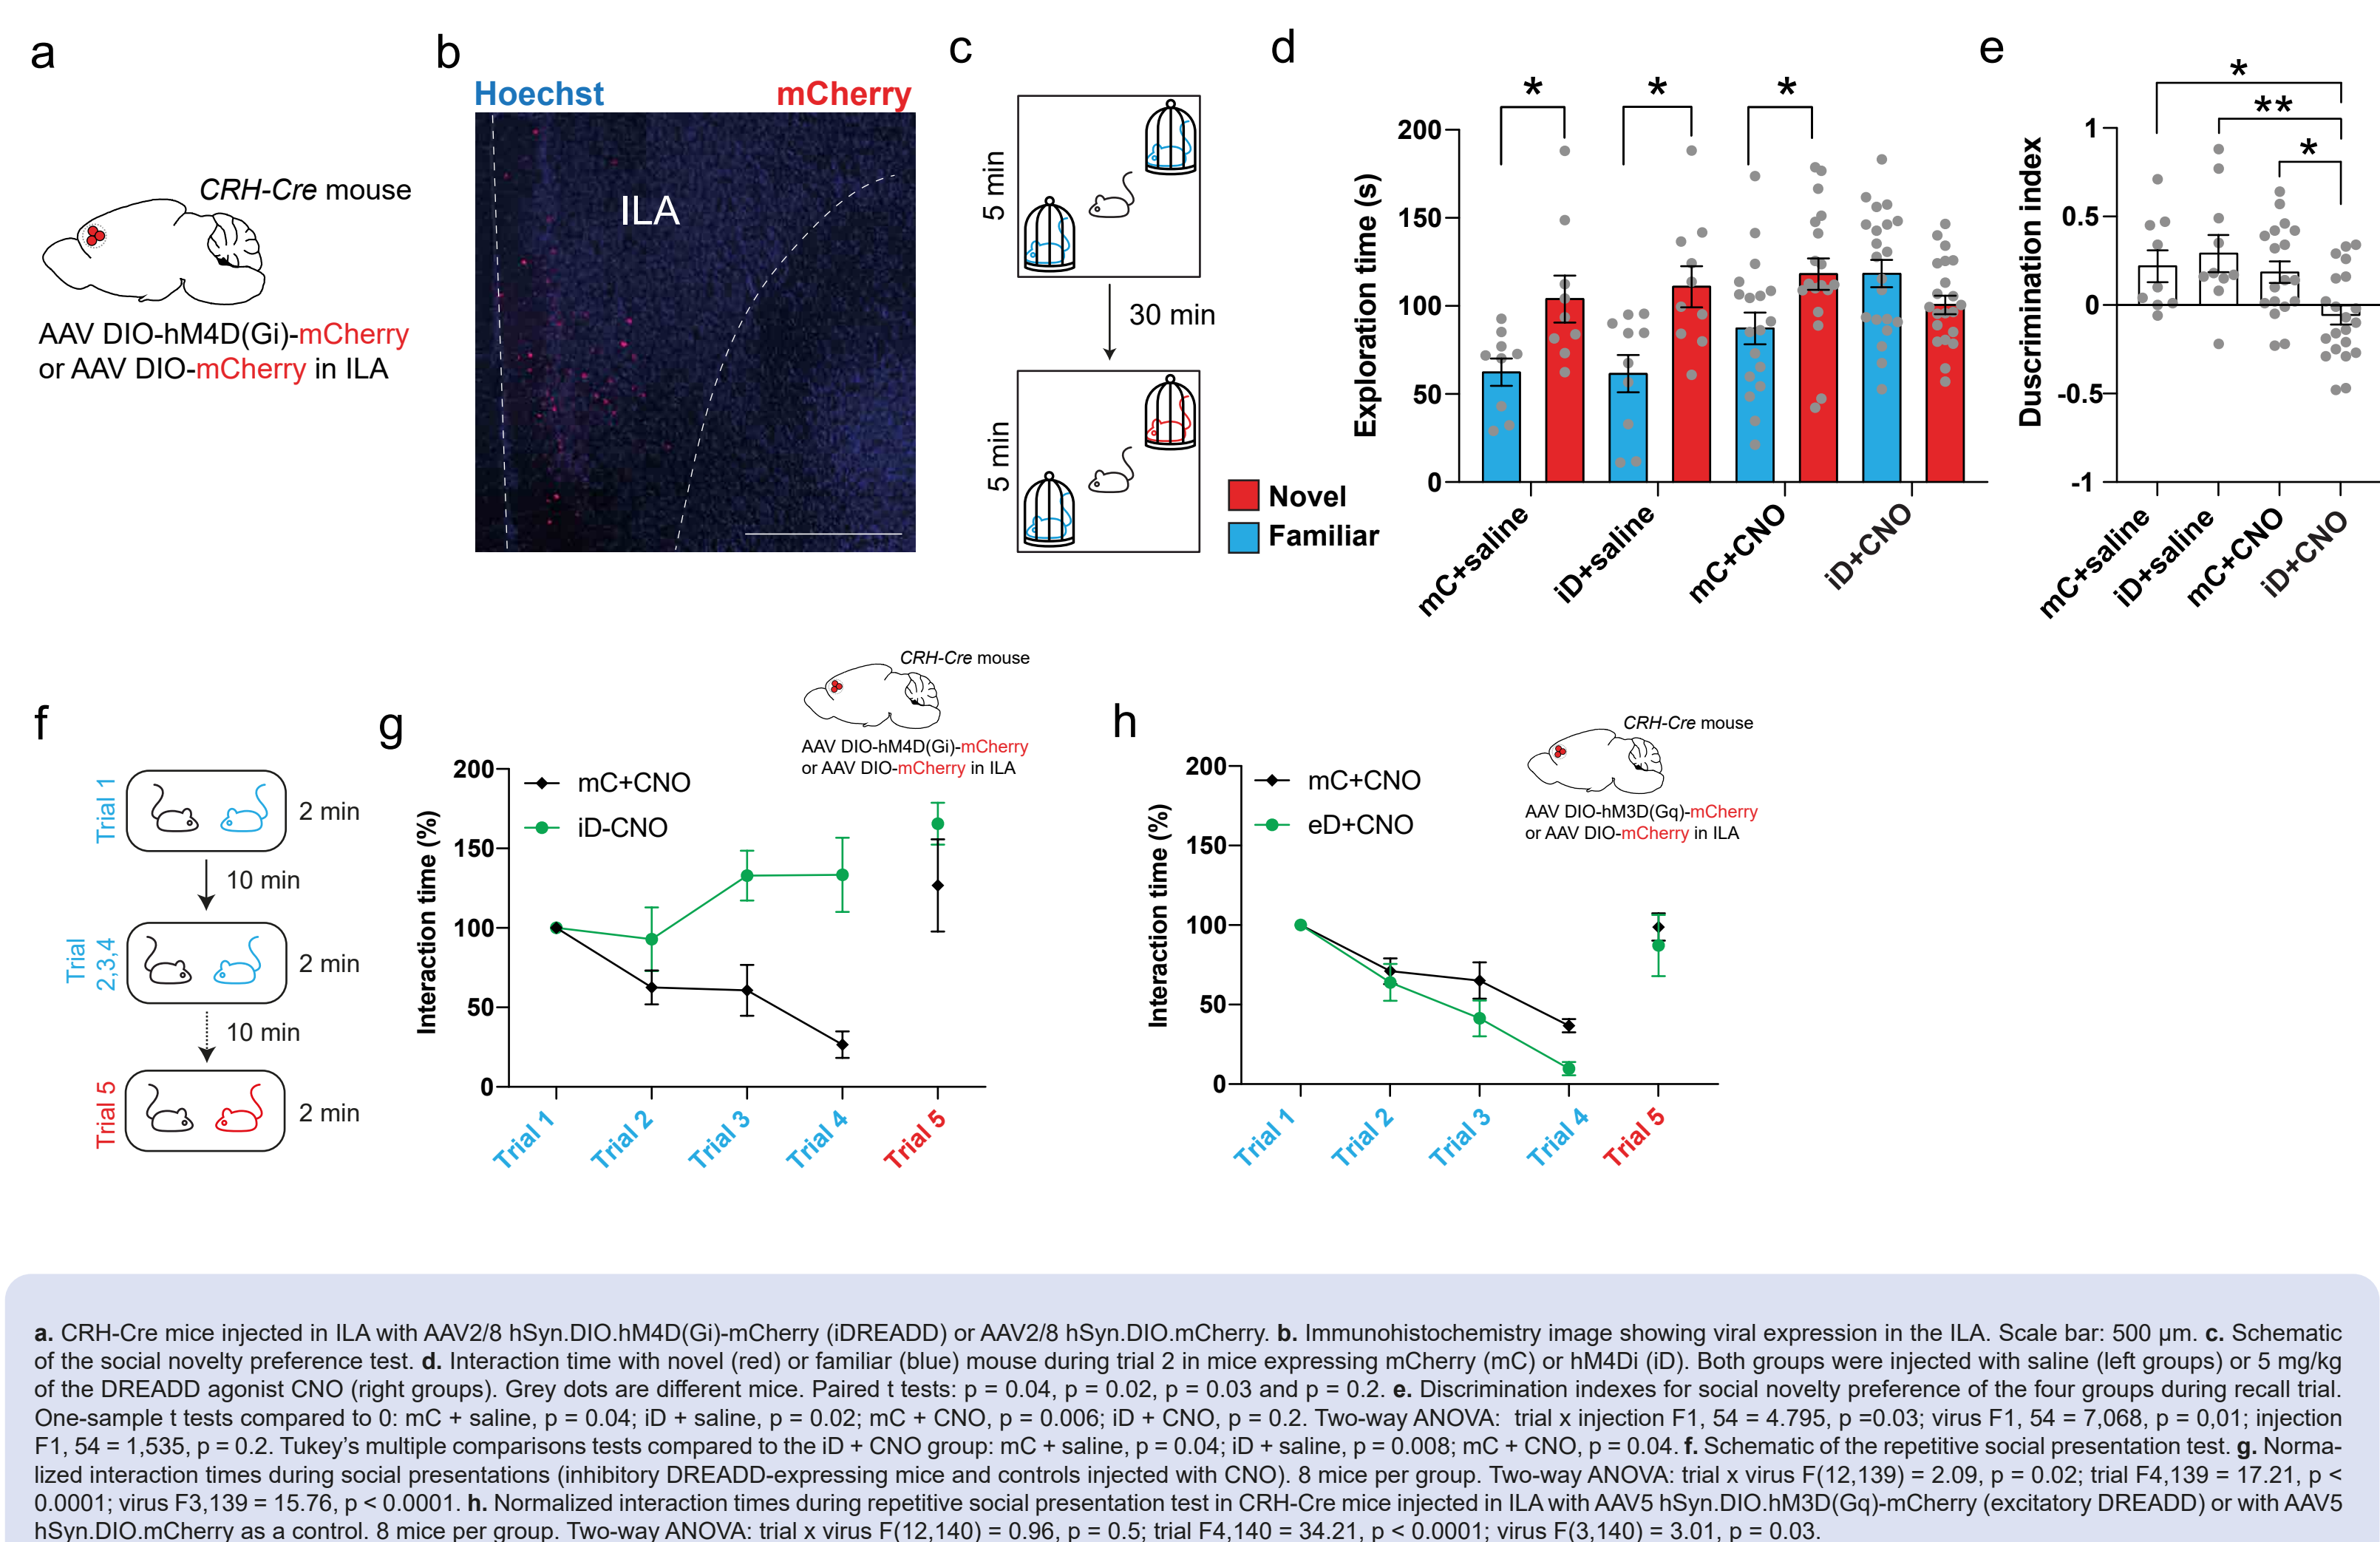 a
CRH-Cre mouse
AAV DIO-hM4D(Gi)-mCherry
or AAV DIO-mCherry in ILA
b
Hoechst mCherry
ILA
c
5 min
30 min
5 min
d
Exploration time (s)
200
150
100
50
0
* * *
mC+saline
iD+saline
mC+CNO
iD+CNO
Novel
Familiar
e
Duscrimination index
1
0.5
0
-0.5
-1
*
**
*
mC+saline
iD+saline
mC+CNO
iD+CNO
f
Trial 1
2 min
10 min
Trial
2,3,4
2 min
10 min
Trial 5
2 min
g
CRH-Cre mouse
AAV DIO-hM4D(Gi)-mCherry
or AAV DIO-mCherry in ILA
Interaction time (%)
200
150
100
50
0
mC+CNO
iD-CNO
Trial 1
Trial 2
Trial 3
Trial 4
Trial 5
h
CRH-Cre mouse
AAV DIO-hM3D(Gq)-mCherry
or AAV DIO-mCherry in ILA
Interaction time (%)
200
150
100
50
0
mC+CNO
eD+CNO
Trial 1
Trial 2
Trial 3
Trial 4
Trial 5
a. CRH-Cre mice injected in ILA with AAV2/8 hSyn.DIO.hM4D(Gi)-mCherry (iDREADD) or AAV2/8 hSyn.DIO.mCherry. b. Immunohistochemistry image showing viral expression in the ILA. Scale bar: 500 µm. c. Schematic
of the social novelty preference test. d. Interaction time with novel (red) or familiar (blue) mouse during trial 2 in mice expressing mCherry (mC) or hM4Di (iD). Both groups were injected with saline (left groups) or 5 mg/kg
of the DREADD agonist CNO (right groups). Grey dots are different mice. Paired t tests: p = 0.04, p = 0.02, p = 0.03 and p = 0.2. e. Discrimination indexes for social novelty preference of the four groups during recall trial.
One-sample t tests compared to 0: mC + saline, p = 0.04; iD + saline, p = 0.02; mC + CNO, p = 0.006; iD + CNO, p = 0.2. Two-way ANOVA: trial x injection F1, 54 = 4.795, p =0.03; virus F1, 54 = 7,068, p = 0,01; injection
F1, 54 = 1,535, p = 0.2. Tukey's multiple comparisons tests compared to the iD + CNO group: mC + saline, p = 0.04; iD + saline, p = 0.008; mC + CNO, p = 0.04. f. Schematic of the repetitive social presentation test. g. Norma-
lized interaction times during social presentations (inhibitory DREADD-expressing mice and controls injected with CNO). 8 mice per group. Two-way ANOVA: trial x virus F(12,139) = 2.09, p = 0.02; trial F4,139 = 17.21, p <
0.0001; virus F3,139 = 15.76, p < 0.0001. h. Normalized interaction times during repetitive social presentation test in CRH-Cre mice injected in ILA with AAV5 hSyn.DIO.hM3D(Gq)-mCherry (excitatory DREADD) or with AAV5
hSyn.DIO.mCherry as a control. 8 mice per group. Two-way ANOVA: trial x virus F(12,140) = 0.96, p = 0.5; trial F4,140 = 34.21, p < 0.0001; virus F(3,140) = 3.01, p = 0.03.